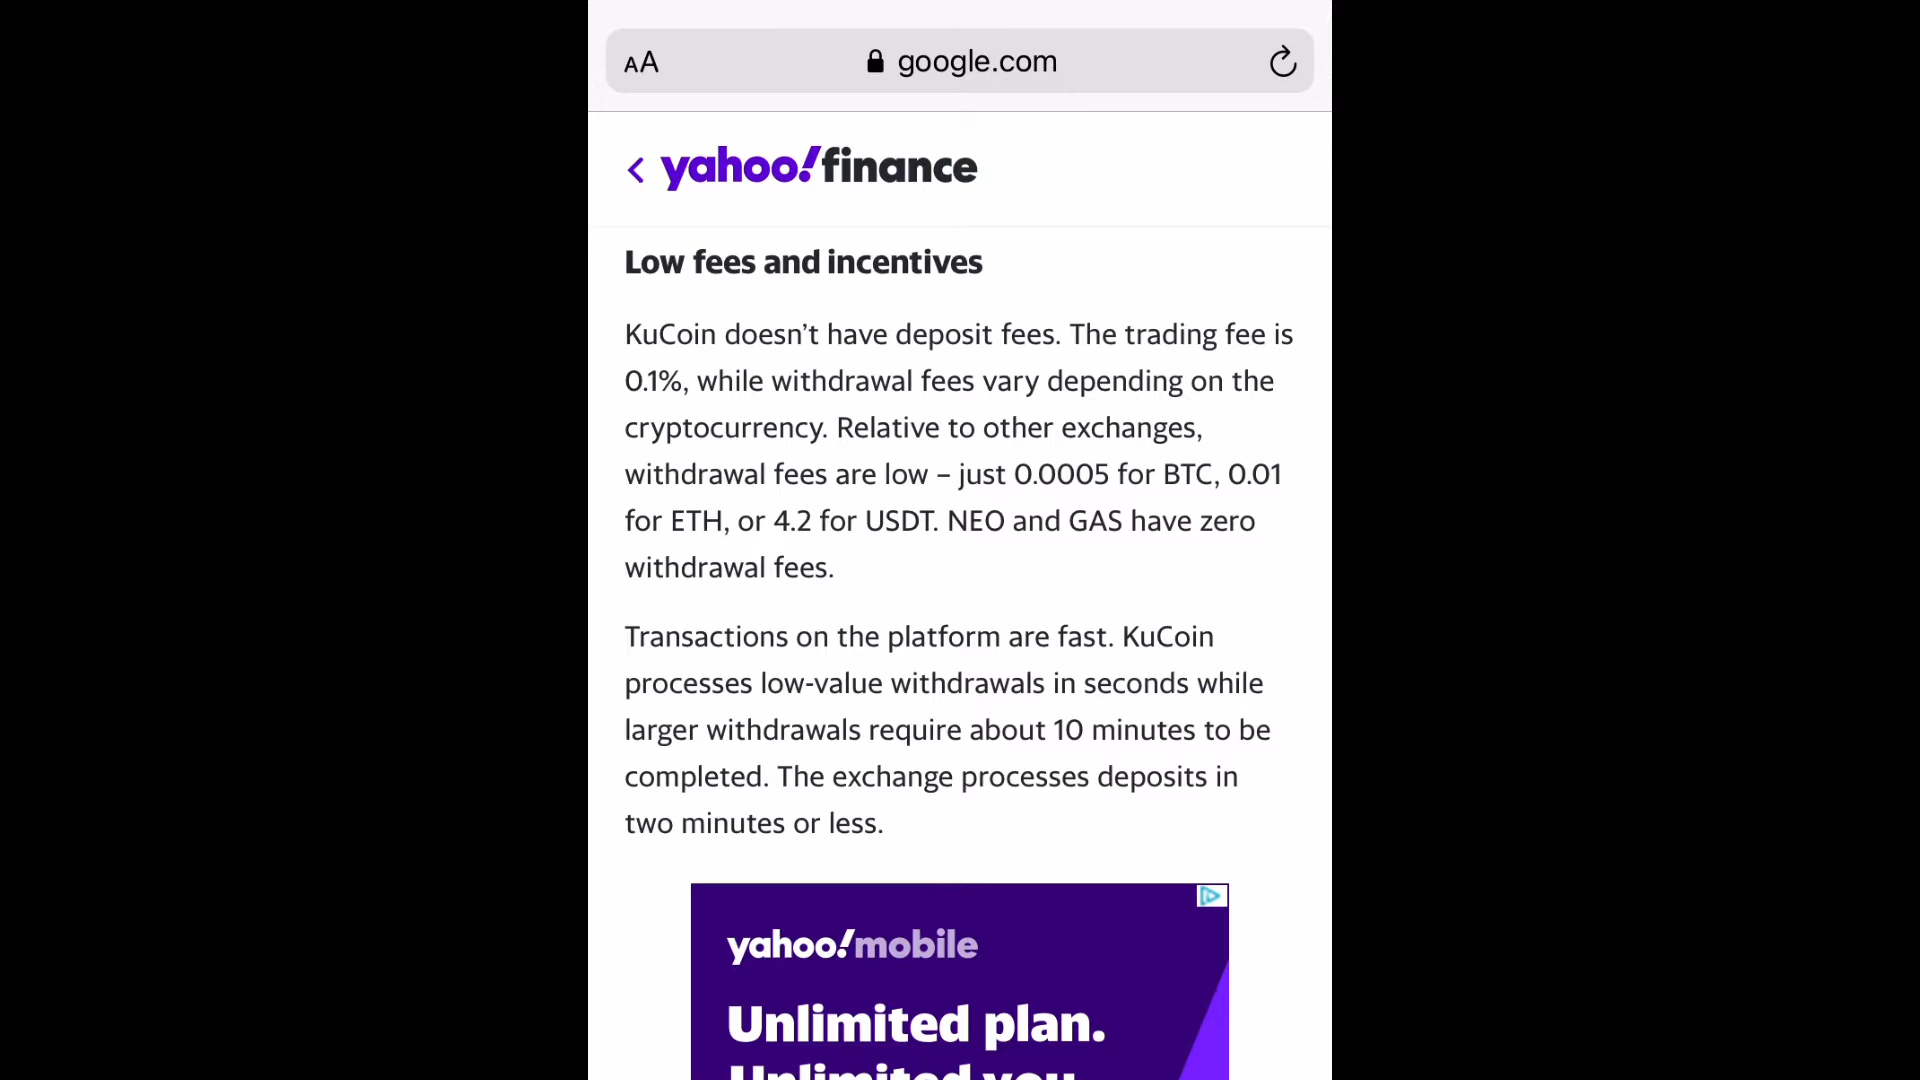 AA google.com
yahoo!finance
Low fees and incentives
KuCoin doesn’t have deposit fees. The trading fee is
0.1%, while withdrawal fees vary depending on the
cryptocurrency. Relative to other exchanges,
withdrawal fees are low – just 0.0005 for BTC, 0.01
for ETH, or 4.2 for USDT. NEO and GAS have zero
withdrawal fees.
Transactions on the platform are fast. KuCoin
processes low-value withdrawals in seconds while
larger withdrawals require about 10 minutes to be
completed. The exchange processes deposits in
two minutes or less.
yahoo!mobile
Unlimited plan.
Unlimited you